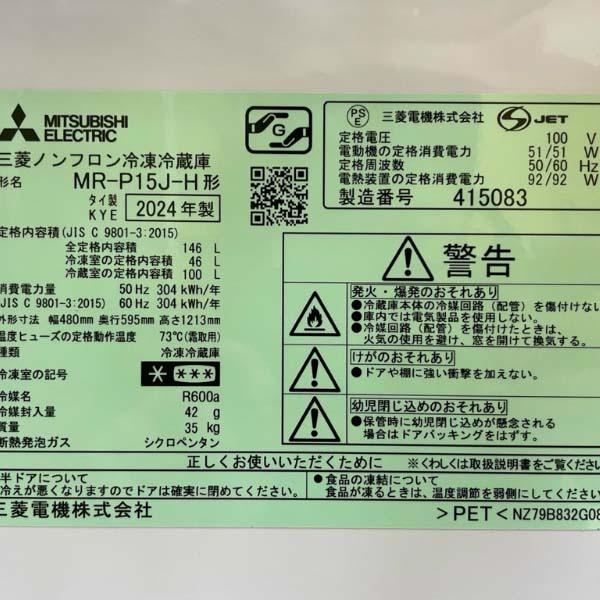 MITSUBISHI
ELECTRIC
三菱ノンフロン冷凍冷蔵庫
形名 MR-P15J-H 形
タイ製
KYE 2024 年製
定格内容積(JIS C 9801-3:2015)
全定格内容積 146 L
冷凍室の定格内容積 46 L
冷蔵室の定格内容積 100 L
消費電力量 50 Hz 304 kWh/年
(JIS C 9801-3:2015) 60 Hz 304 kWh/年
外形寸法 幅480mm 奥行595mm 高さ1213mm
温度ヒューズの定格動作温度 73℃(霜取用)
種類 冷凍冷蔵庫
冷凍室の記号
冷媒名 R600a
冷媒封入量 42 g
質量 35 kg
断熱発泡ガス シクロペンタン
G
PS
E
三菱電機株式会社 S JET
定格電圧 100 V
電動機の定格消費電力 51/51 W
定格周波数 50/60 Hz
電熱装置の定格消費電力 92/92 W
製造番号 415083
警告
発火・爆発のおそれあり
●冷蔵庫本体の冷媒回路(配管)を傷付けない
●庫内では電気製品を使用しない。
●冷媒回路(配管)を傷付けたときは、
火気の使用を避け、窓を開けて換気する
けがのおそれあり
●ドアや棚に強い衝撃を加えない。
幼児閉じ込めのおそれあり
●保管時に幼児閉じ込めが懸念される
場合はドアパッキングをはずす。
正しくお使いいただくために ※くわしくは取扱説明書をご覧くださ
半ドアについて
冷えが悪くなりますのでドアは確実に閉めてください。
●食品の凍結について
食品が凍るときは、温度調節を弱側にしてください
三菱電機株式会社
>PET< NZ79B832G08